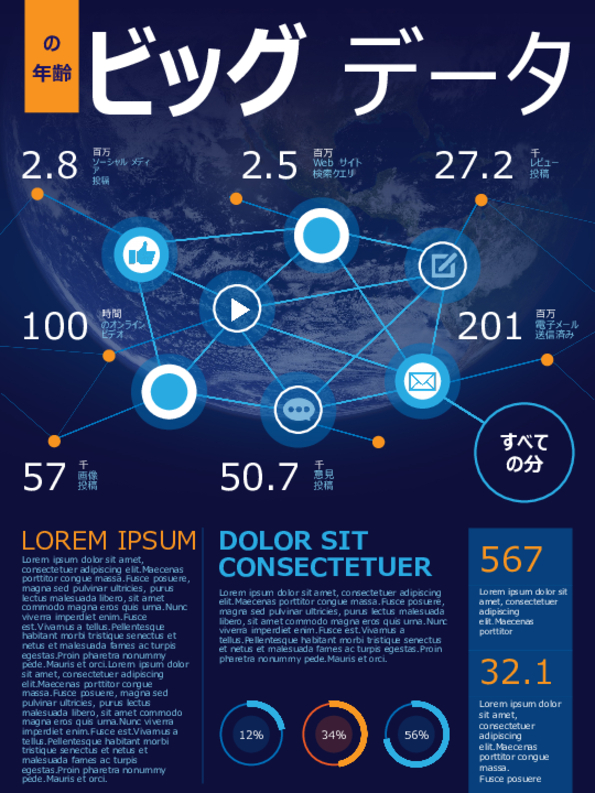 の
年齢
ビッグ データ
2.8
百万
ソーシャル メディ
ア
投稿
2.5
百万
Web サイト
検索クエリ
27.2
千
レビュー
投稿
100
時間
のオンライン
ビデオ
201
百万
電子メール
送信済み
57
千
画像
投稿
50.7
千
意見
投稿
すべて
の分
LOREM IPSUM
Lorem ipsum dolor sit amet,
consectetuer adipiscing
elit.Maecenas
porttitor congue massa.Fusce posuere,
magna sed pulvinar ultricies, purus
lectus malesuada libero, sit amet
commodo magna eros quis urna.Nunc
viverra imperdiet enim.Fusce
est.Vivamus a tellus.Pellentesque
habitant morbi tristique senectus et
netus et malesuada fames ac turpis
egestas.Proin pharetra nonummy
pede.Mauris et orci.Lorem ipsum dolor
sit amet, consectetuer adipiscing
elit.Maecenas porttitor congue
massa.Fusce posuere, magna sed
pulvinar ultricies, purus lectus
malesuada libero, sit amet commodo
magna eros quis urna.Nunc viverra
imperdiet enim.Fusce est.Vivamus a
tellus.Pellentesque habitant morbi
tristique senectus et netus et
malesuada fames ac turpis
egestas.Proin pharetra nonummy
pede.Mauris et orci.
DOLOR SIT
CONSECTETUER
Lorem ipsum dolor sit amet, consectetuer adipiscing
elit.Maecenas porttitor congue massa.Fusce posuere,
magna sed pulvinar ultricies, purus lectus malesuada
libero, sit amet commodo magna eros quis urna.Nunc
viverra imperdiet enim.Fusce est.Vivamus a
tellus.Pellentesque habitant morbi tristique senectus
et netus et malesuada fames ac turpis egestas.Proin
pharetra nonummy pede.Mauris et orci.
12%
34%
56%
567
Lorem ipsum dolor sit
amet, consectetuer
adipiscing
elit.Maecenas
porttitor
32.1
Lorem ipsum dolor
sit amet,
consectetuer
adipiscing
elit.Maecenas
porttitor congue
massa.
Fusce posuere